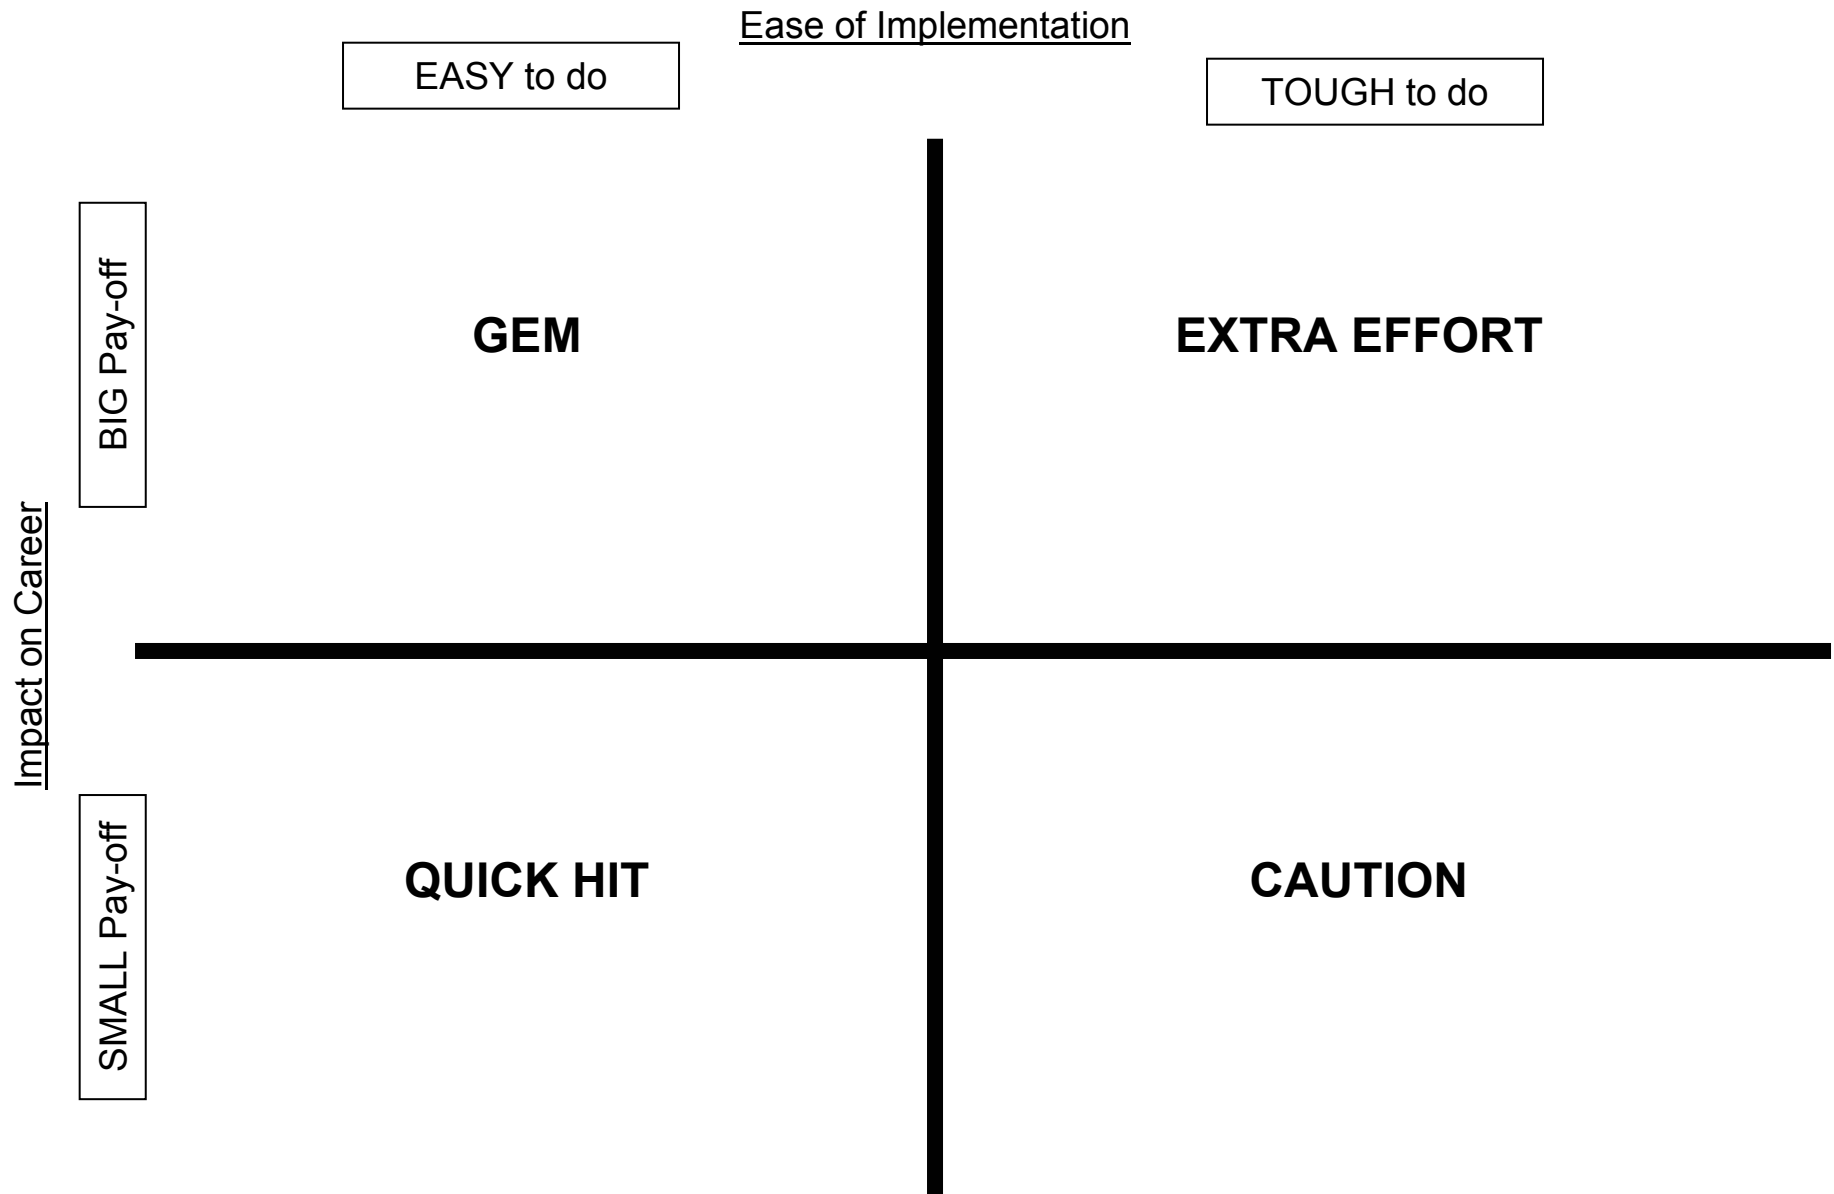 Ease of Implementation
EASY to do
TOUGH to do
BIG Pay-off
GEM
EXTRA EFFORT
Impact on Career
SMALL Pay-off
QUICK HIT
CAUTION